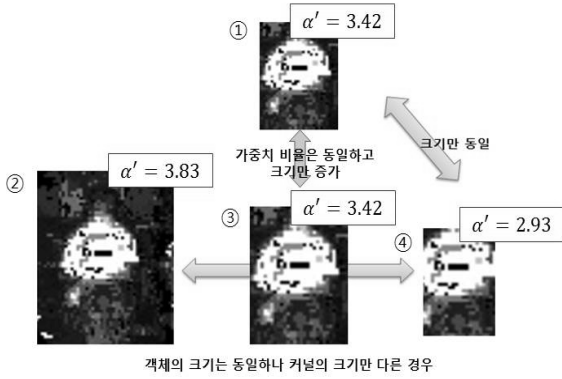 ① α′ = 3.42
가중치 비율은 동일하고
크기만 증가
크기만 동일
② α′ = 3.83
③ α′ = 3.42
④ α′ = 2.93
객체의 크기는 동일하나 커널의 크기만 다른 경우